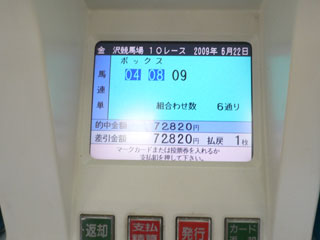 金 沢競馬場 10レース 2009年 6月22日
ボックス
馬連単
04 08 09
組合わせ数 6通り
的中金額 72820円
差引金額 72820円 払戻 1枚
マークカードまたは投票券を入れるか
支払釦を押して下さい。
返却
支払
発行
カード